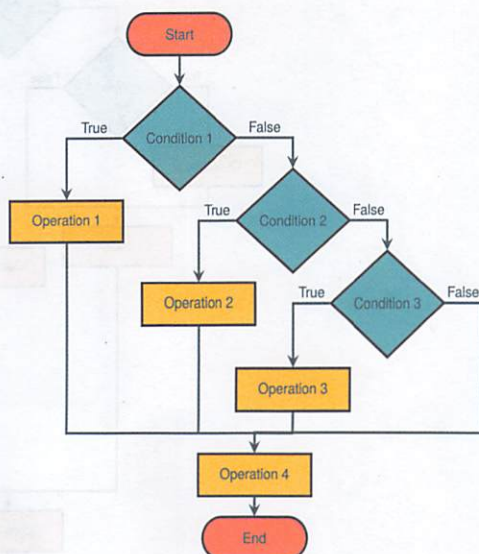 Start
Condition 1
True
False
Operation 1
Condition 2
True
False
Operation 2
Condition 3
True
False
Operation 3
Operation 4
End